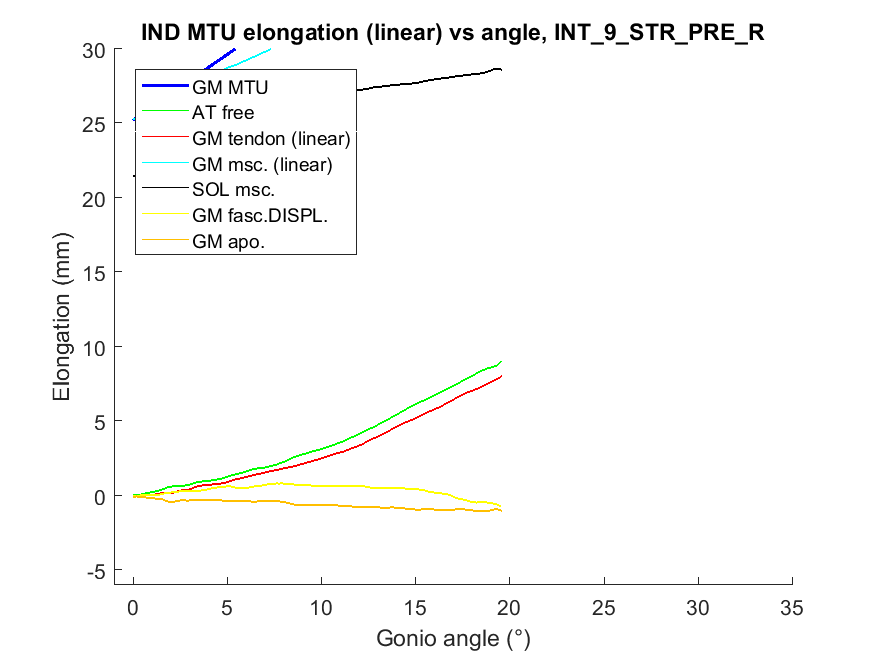 IND MTU elongation (linear) vs angle, INT_9_STR_PRE_R
30
25
20
15
10
5
0
-5
Elongation (mm)
GM MTU
AT free
GM tendon (linear)
GM msc. (linear)
SOL msc.
GM fasc.DISPL.
GM apo.
0 5 10 15 20 25 30 35
Gonio angle (°)